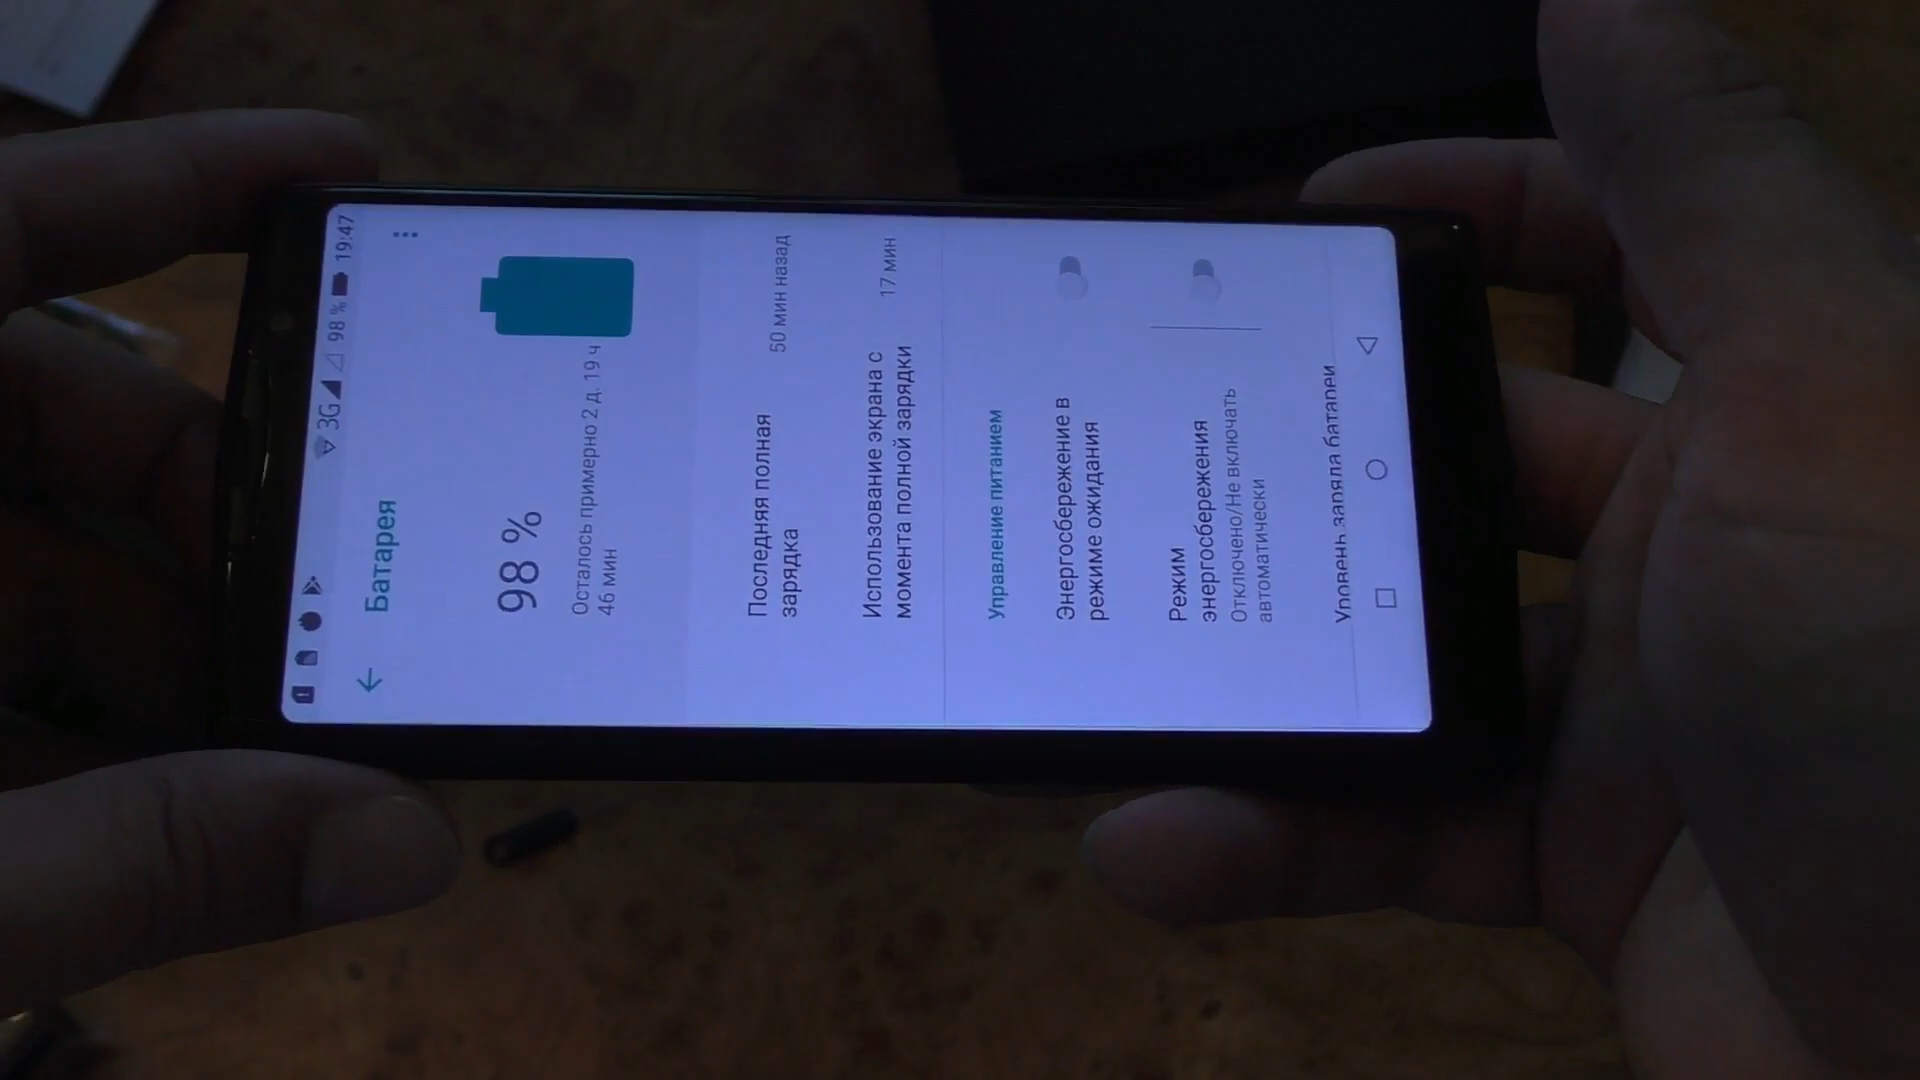 3G 98 % 19:47
Батарея
98 %
Осталось примерно 2 д. 19 ч
46 мин
Последняя полная
зарядка
50 мин назад
Использование экрана с
момента полной зарядки
17 мин
Управление питанием
Энергосбережение в
режиме ожидания
Режим
энергосбережения
Отключено/Не включать
автоматически
Уровень заряда батареи